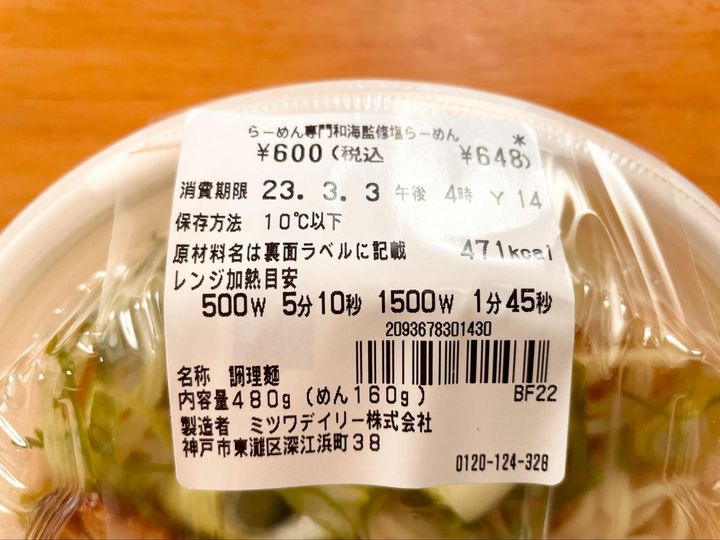 らーめん専門和海監修塩らーめん
¥600(税込 ¥648)*
消費期限 23. 3. 3 午後 4時 Y 14
保存方法 10℃以下
原材料名は裏面ラベルに記載 471kcal
レンジ加熱目安
500W 5分10秒 1500W 1分45秒
2093678301430
名称 調理麺
内容量480g(めん160g) BF22
製造者 ミツワデイリー株式会社
神戸市東灘区深江浜町38
0120-124-328